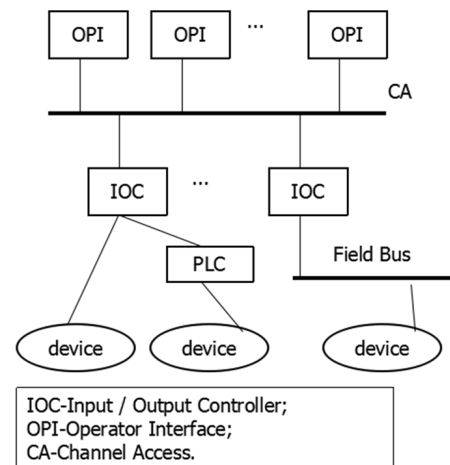 OPI OPI ... OPI
CA
IOC ... IOC
PLC
Field Bus
device device device
IOC-Input / Output Controller;
OPI-Operator Interface;
CA-Channel Access.